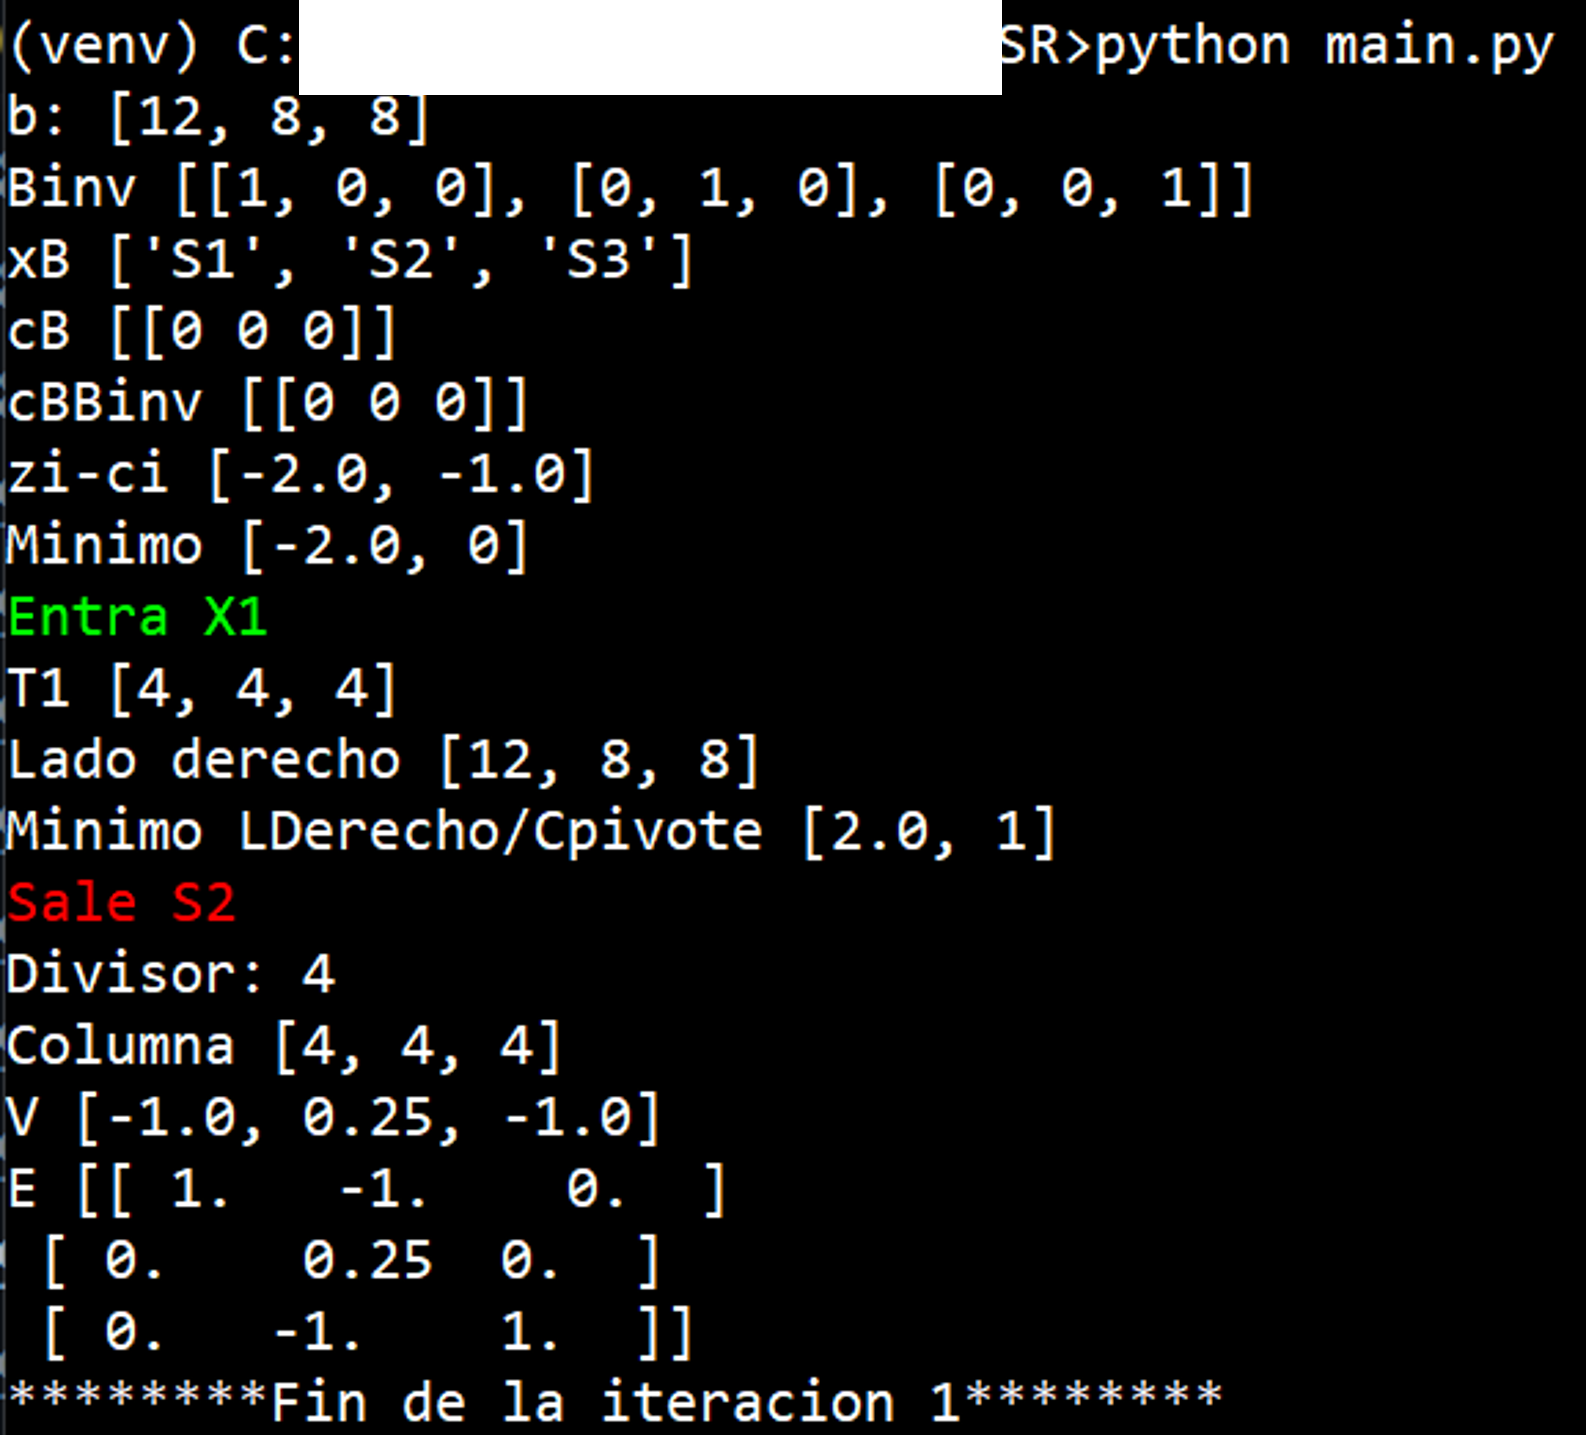 (venv) C: SR>python main.py
b: [12, 8, 8]
Binv [[1, 0, 0], [0, 1, 0], [0, 0, 1]]
xB ['S1', 'S2', 'S3']
cB [[0 0 0]]
cBBinv [[0 0 0]]
zi-ci [-2.0, -1.0]
Minimo [-2.0, 0]
Entra X1
T1 [4, 4, 4]
Lado derecho [12, 8, 8]
Minimo LDerecho/Cpivote [2.0, 1]
Sale S2
Divisor: 4
Columna [4, 4, 4]
V [-1.0, 0.25, -1.0]
E [[ 1.   -1.    0.  ]
 [ 0.    0.25  0.  ]
 [ 0.   -1.    1.  ]]
********Fin de la iteracion 1********